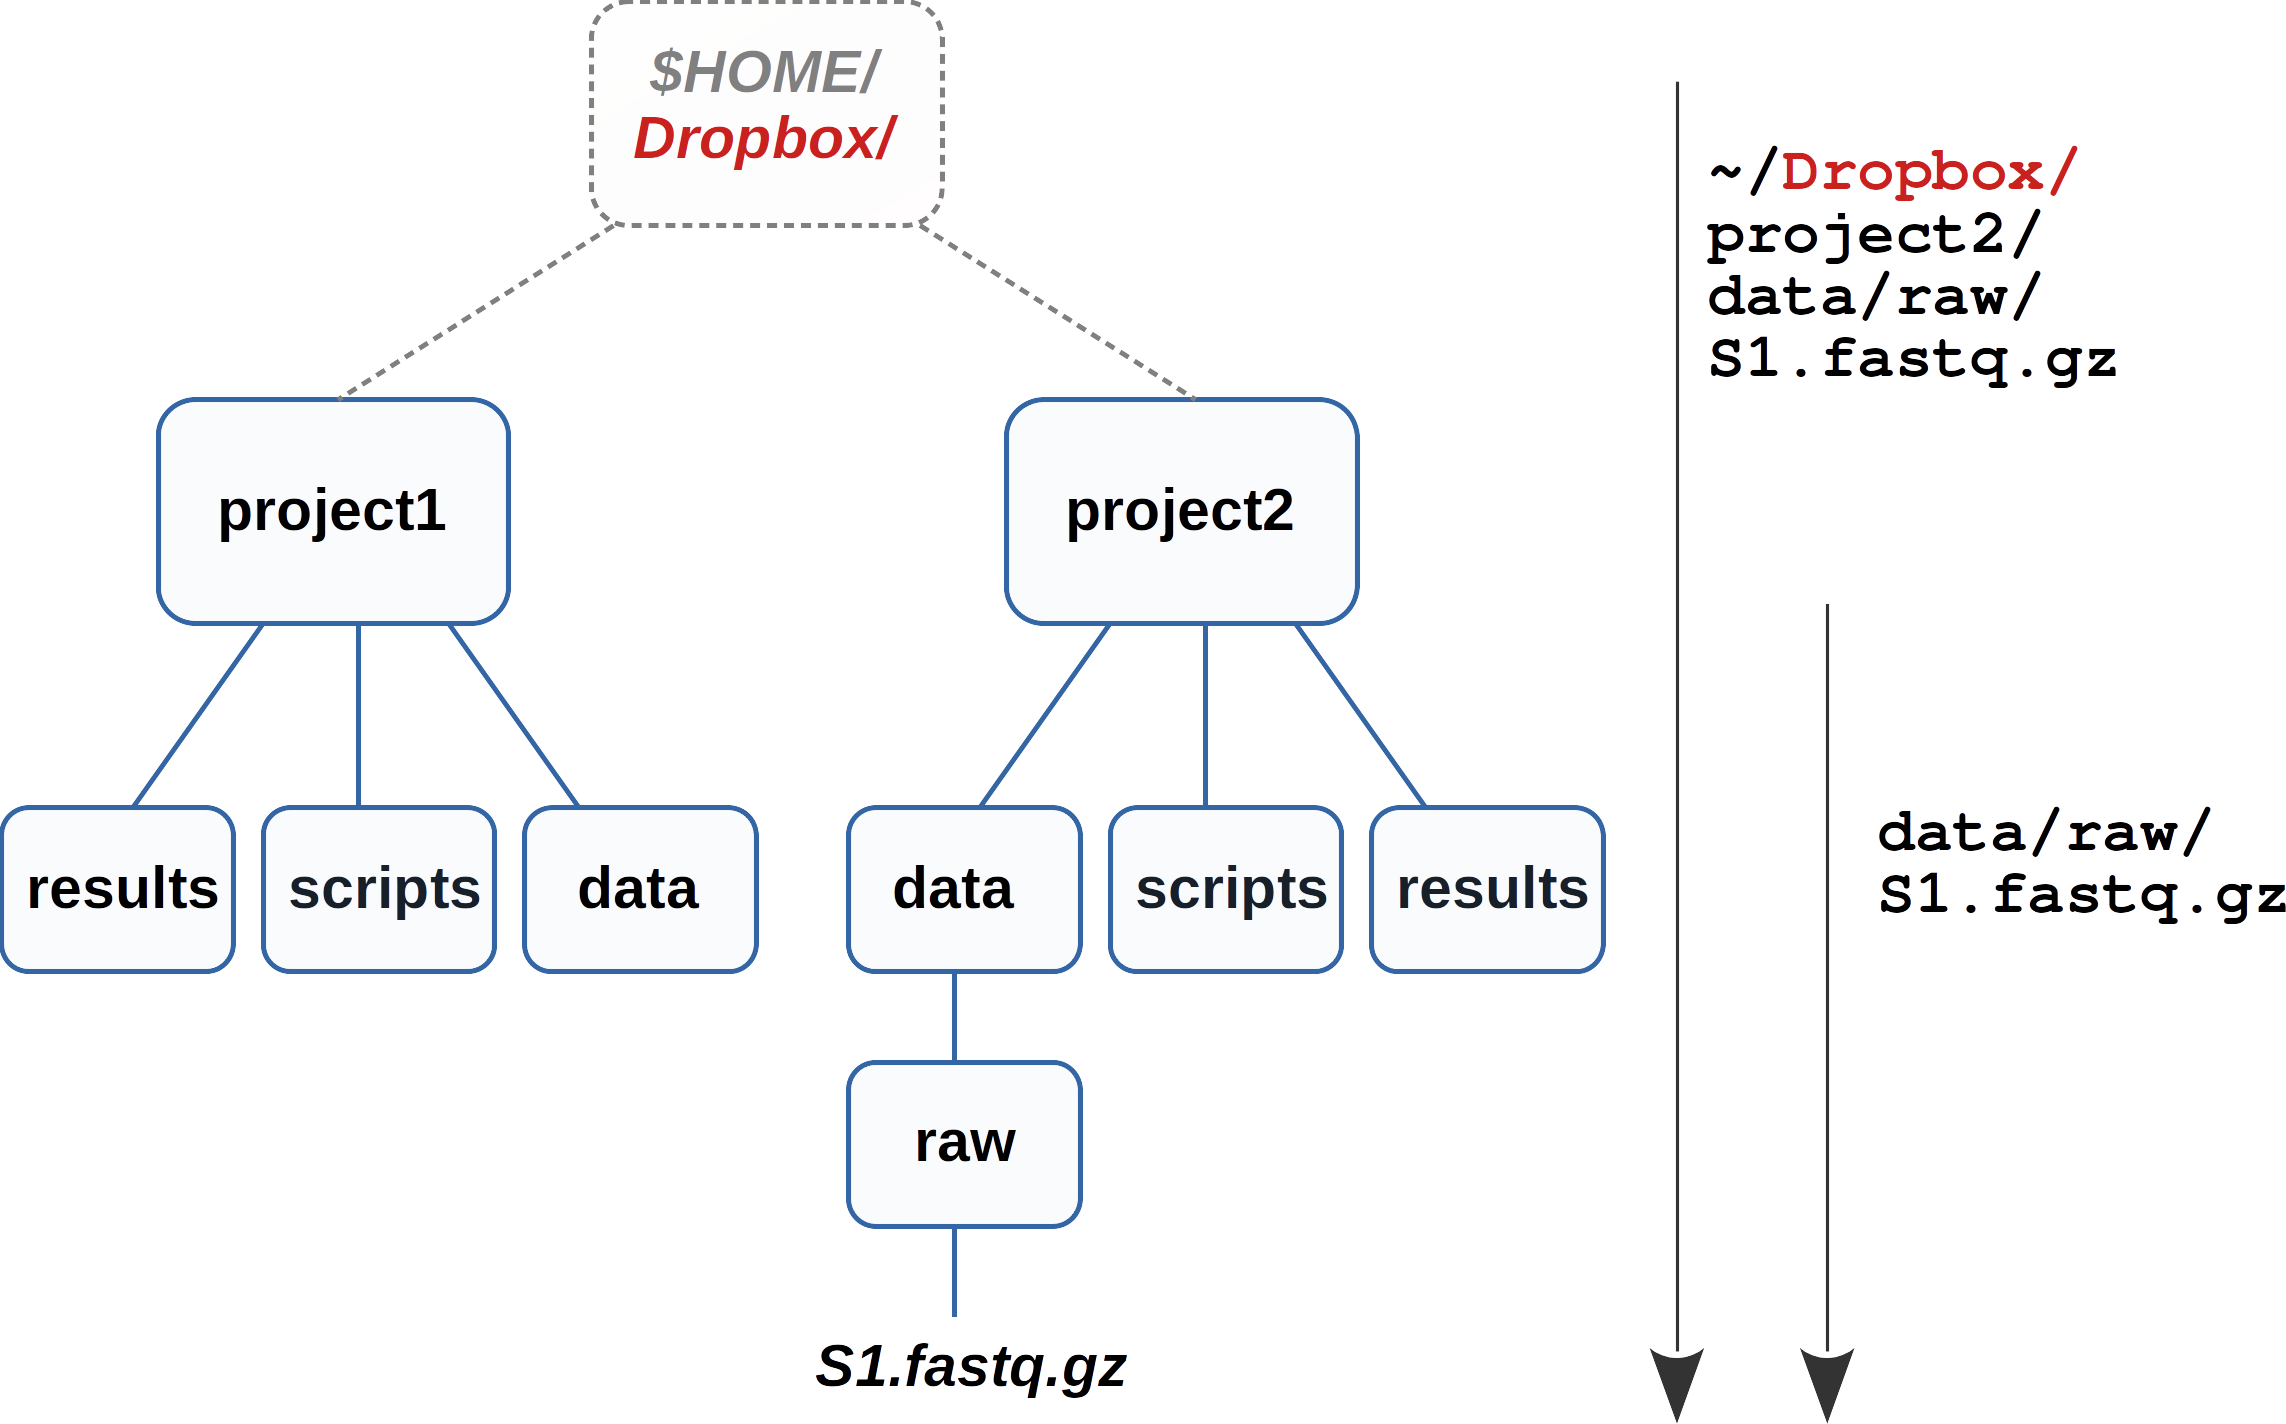 $HOME/
Dropbox/
~/Dropbox/
project2/
data/raw/
S1.fastq.gz
project1
project2
results
scripts
data
data
scripts
results
data/raw/
S1.fastq.gz
raw
S1.fastq.gz